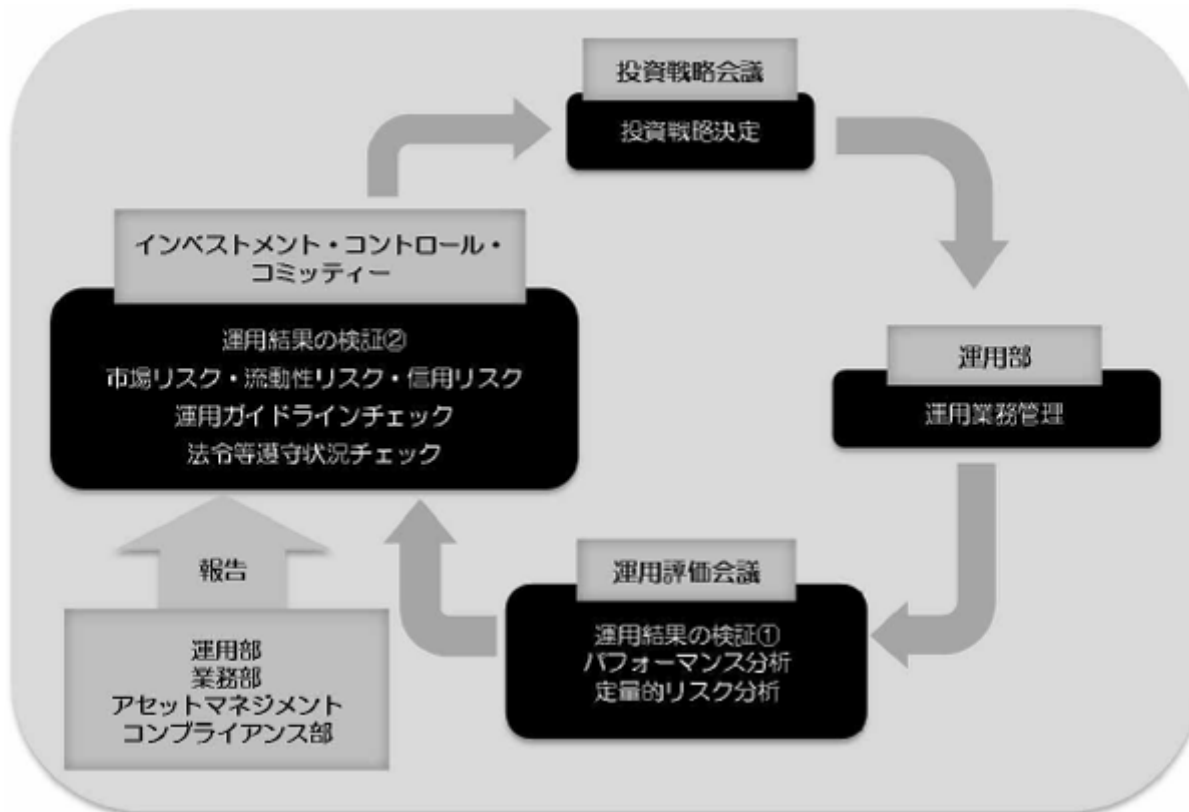 投資戦略会議
投資戦略決定
インベストメント・コントロール・
コミッティー
運用結果の検証②
市場リスク・流動性リスク・信用リスク
運用ガイドラインチェック
法令等遵守状況チェック
運用部
運用業務管理
運用評価会議
運用結果の検証①
パフォーマンス分析
定量的リスク分析
報告
運用部
業務部
アセットマネジメント
コンプライアンス部